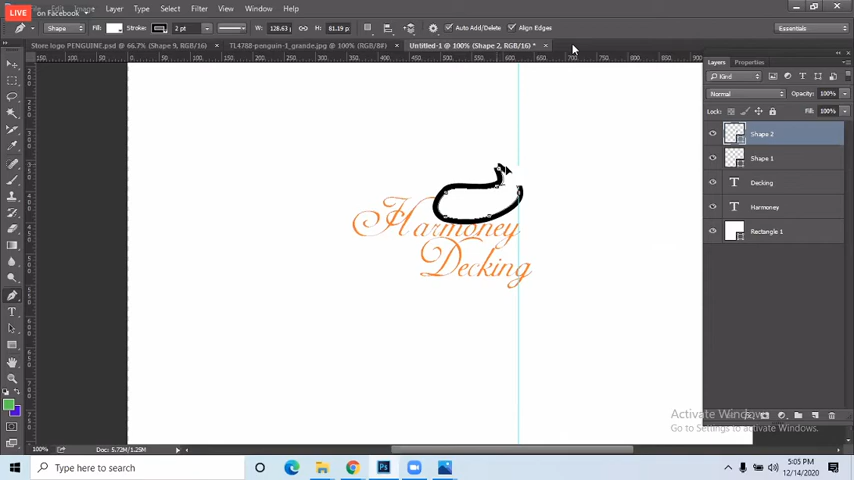 LIVE
on Facebook
File Edit Image Layer Type Select Filter View Window Help
Shape Fill: Stroke: 2 pt W: 128.63 H: 81.19 p Auto Add/Delete Align Edges Essentials
Store logo PENGUINE.psd @ 66.7% (Shape 9, RGB/16) × TL4788-penguin-1_grande.jpg @ 100% (RGB/8#) × Untitled-1 @ 100% (Shape 2, RGB/16) * ×
Layers Properties
Kind
Normal Opacity: 100%
Lock: Fill: 100%
Shape 2
Shape 1
Decking
Harmoney
Rectangle 1
Harmoney
Decking
Activate Windows
Go to Settings to activate Windows.
100% Doc: 5.72M/1.25M
Type here to search
5:05 PM
12/14/2020